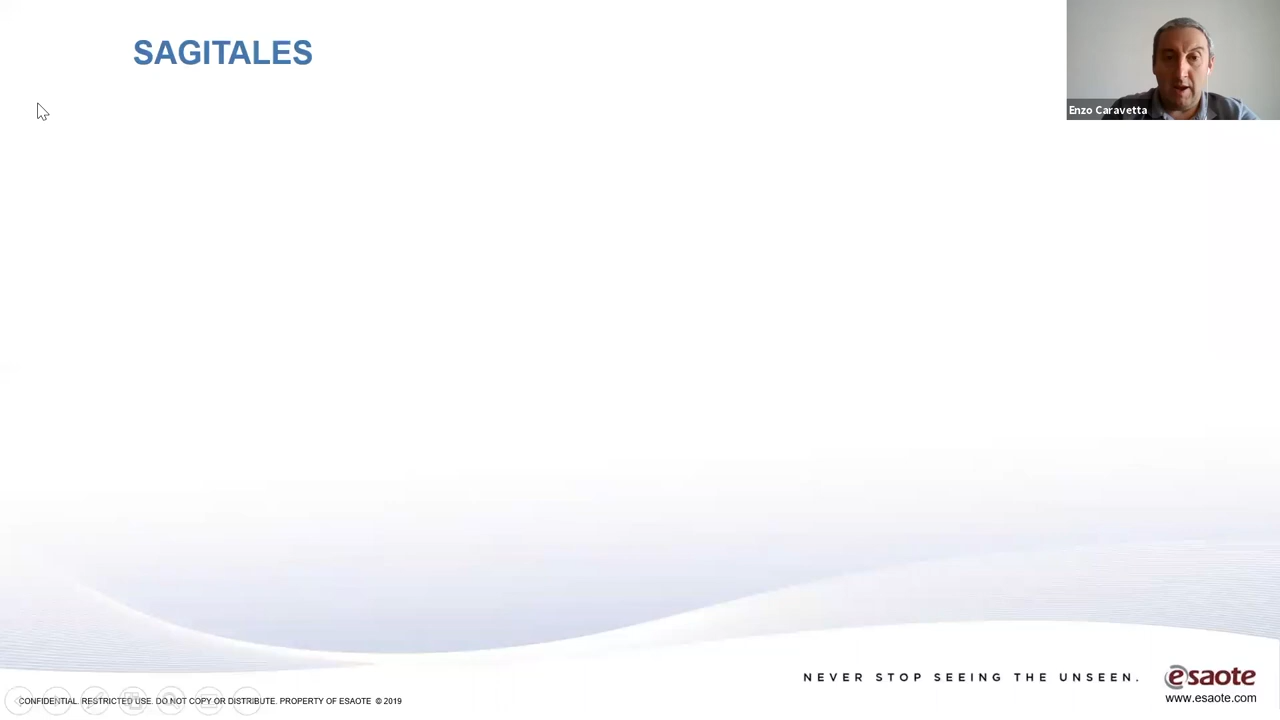 SAGITALES
Enzo Caravetta
NEVER STOP SEEING THE UNSEEN.
esaote
www.esaote.com
CONFIDENTIAL. RESTRICTED USE. DO NOT COPY OR DISTRIBUTE. PROPERTY OF ESAOTE © 2019